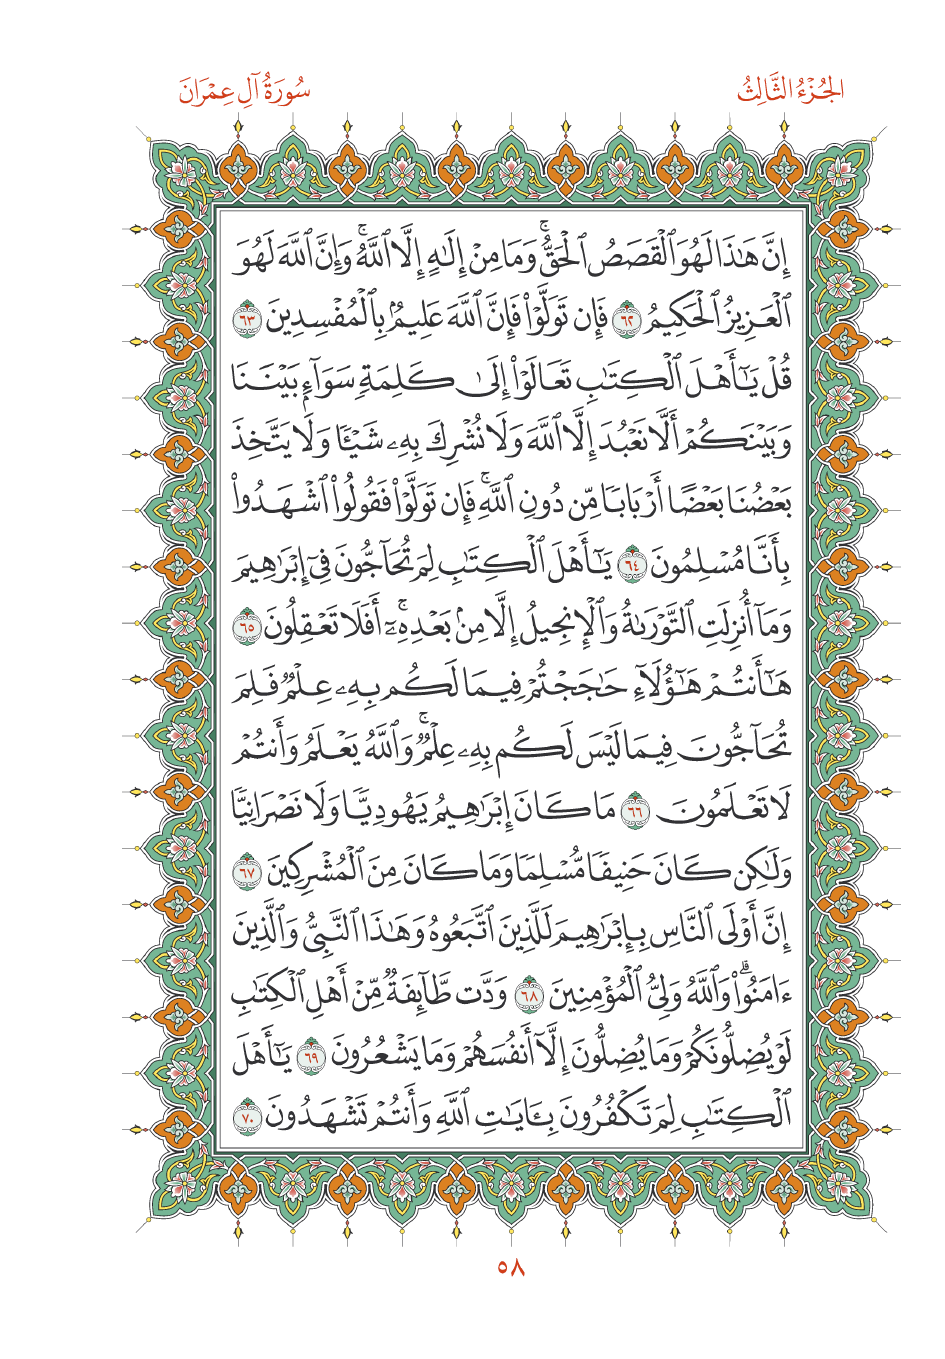 الجُزْءُ الثَّالِثُ
سُورَةُ آلِ عِمْرَانَ
إِنَّ هَٰذَا لَهُوَ ٱلْقَصَصُ ٱلْحَقُّۚ وَمَا مِنْ إِلَٰهٍ إِلَّا ٱللَّهُۚ وَإِنَّ ٱللَّهَ لَهُوَ
ٱلْعَزِيزُ ٱلْحَكِيمُ ٦٢ فَإِن تَوَلَّوْا۟ فَإِنَّ ٱللَّهَ عَلِيمٌۢ بِٱلْمُفْسِدِينَ ٦٣
قُلْ يَٰٓأَهْلَ ٱلْكِتَٰبِ تَعَالَوْا۟ إِلَىٰ كَلِمَةٍ سَوَآءٍۭ بَيْنَنَا
وَبَيْنَكُمْ أَلَّا نَعْبُدَ إِلَّا ٱللَّهَ وَلَا نُشْرِكَ بِهِۦ شَيْـًٔا وَلَا يَتَّخِذَ
بَعْضُنَا بَعْضًا أَرْبَابًا مِّن دُونِ ٱللَّهِۚ فَإِن تَوَلَّوْا۟ فَقُولُوا۟ ٱشْهَدُوا۟
بِأَنَّا مُسْلِمُونَ ٦٤ يَٰٓأَهْلَ ٱلْكِتَٰبِ لِمَ تُحَآجُّونَ فِىٓ إِبْرَٰهِيمَ
وَمَآ أُنزِلَتِ ٱلتَّوْرَىٰةُ وَٱلْإِنجِيلُ إِلَّا مِنۢ بَعْدِهِۦٓۚ أَفَلَا تَعْقِلُونَ ٦٥
هَٰٓأَنتُمْ هَٰٓؤُلَآءِ حَٰجَجْتُمْ فِيمَا لَكُم بِهِۦ عِلْمٌ فَلِمَ
تُحَآجُّونَ فِيمَا لَيْسَ لَكُم بِهِۦ عِلْمٌۚ وَٱللَّهُ يَعْلَمُ وَأَنتُمْ
لَا تَعْلَمُونَ ٦٦ مَا كَانَ إِبْرَٰهِيمُ يَهُودِيًّا وَلَا نَصْرَانِيًّا
وَلَٰكِن كَانَ حَنِيفًا مُّسْلِمًا وَمَا كَانَ مِنَ ٱلْمُشْرِكِينَ ٦٧
إِنَّ أَوْلَى ٱلنَّاسِ بِإِبْرَٰهِيمَ لَلَّذِينَ ٱتَّبَعُوهُ وَهَٰذَا ٱلنَّبِىُّ وَٱلَّذِينَ
ءَامَنُوا۟ۗ وَٱللَّهُ وَلِىُّ ٱلْمُؤْمِنِينَ ٦٨ وَدَّت طَّآئِفَةٌ مِّنْ أَهْلِ ٱلْكِتَٰبِ
لَوْ يُضِلُّونَكُمْ وَمَا يُضِلُّونَ إِلَّآ أَنفُسَهُمْ وَمَا يَشْعُرُونَ ٦٩ يَٰٓأَهْلَ
ٱلْكِتَٰبِ لِمَ تَكْفُرُونَ بِـَٔايَٰتِ ٱللَّهِ وَأَنتُمْ تَشْهَدُونَ ٧٠
٥٨